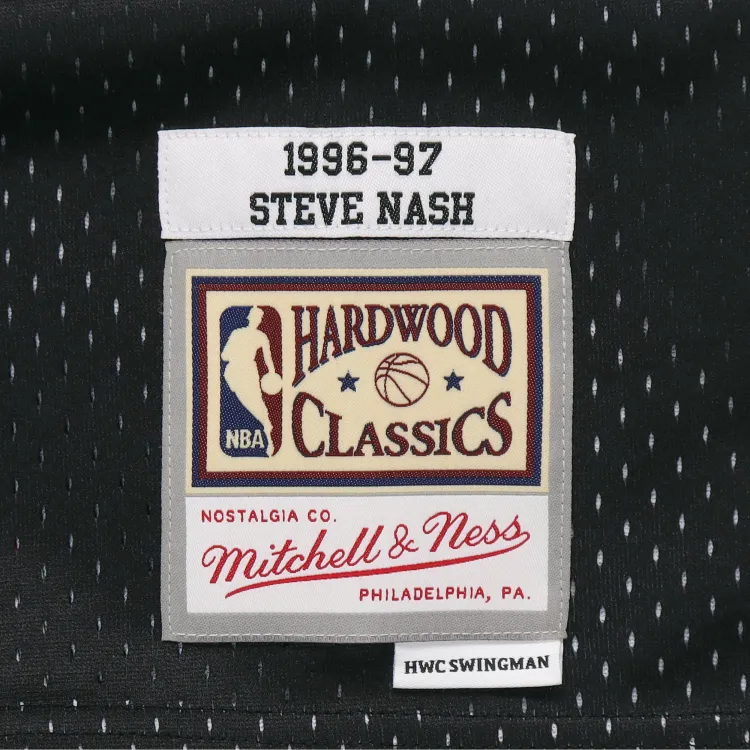 1996-97
STEVE NASH
HARDWOOD
CLASSICS
NBA
NOSTALGIA CO.
Mitchell & Ness
PHILADELPHIA, PA.
HWC SWINGMAN